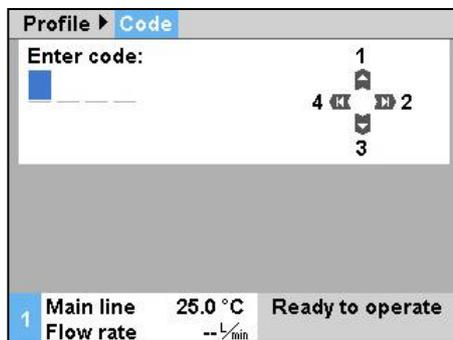 Profile ▶ Code
Enter code:
1
4 2
3
1
Main line 25.0 °C Ready to operate
Flow rate -- L/min